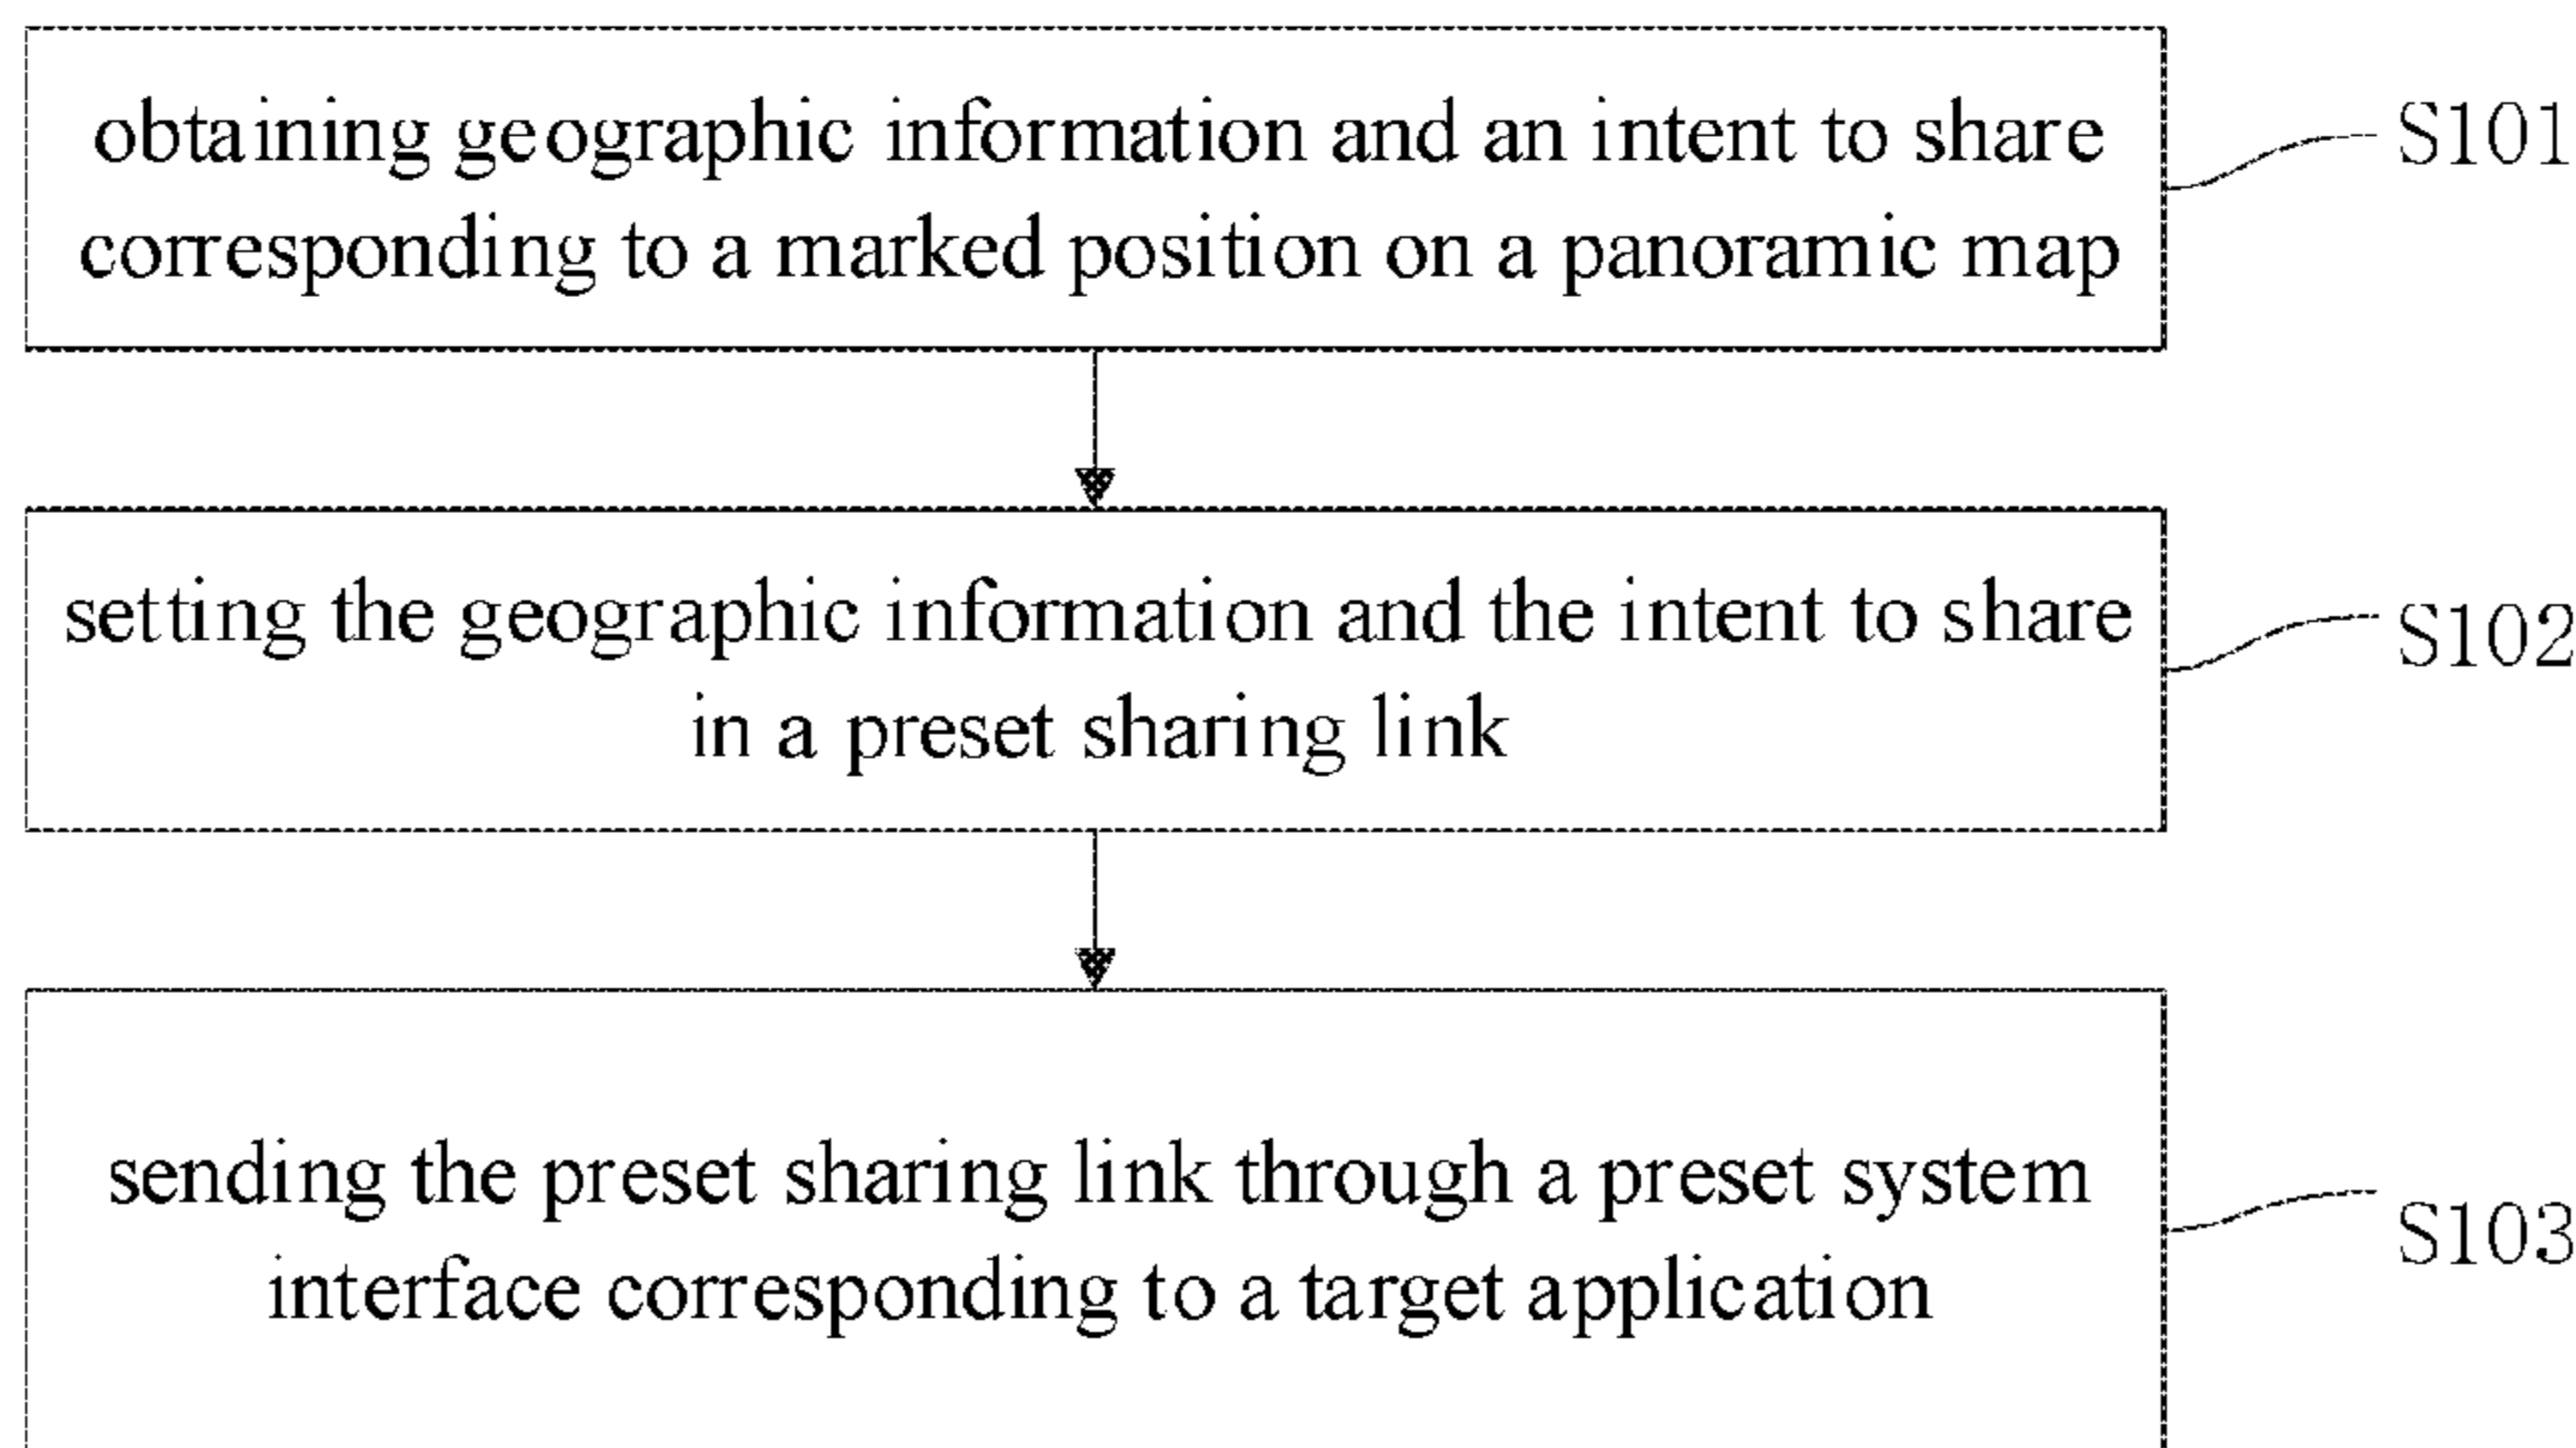 obtaining geographic information and an intent to share
corresponding to a marked position on a panoramic map
S101
setting the geographic information and the intent to share
in a preset sharing link
S102
sending the preset sharing link through a preset system
interface corresponding to a target application
S103